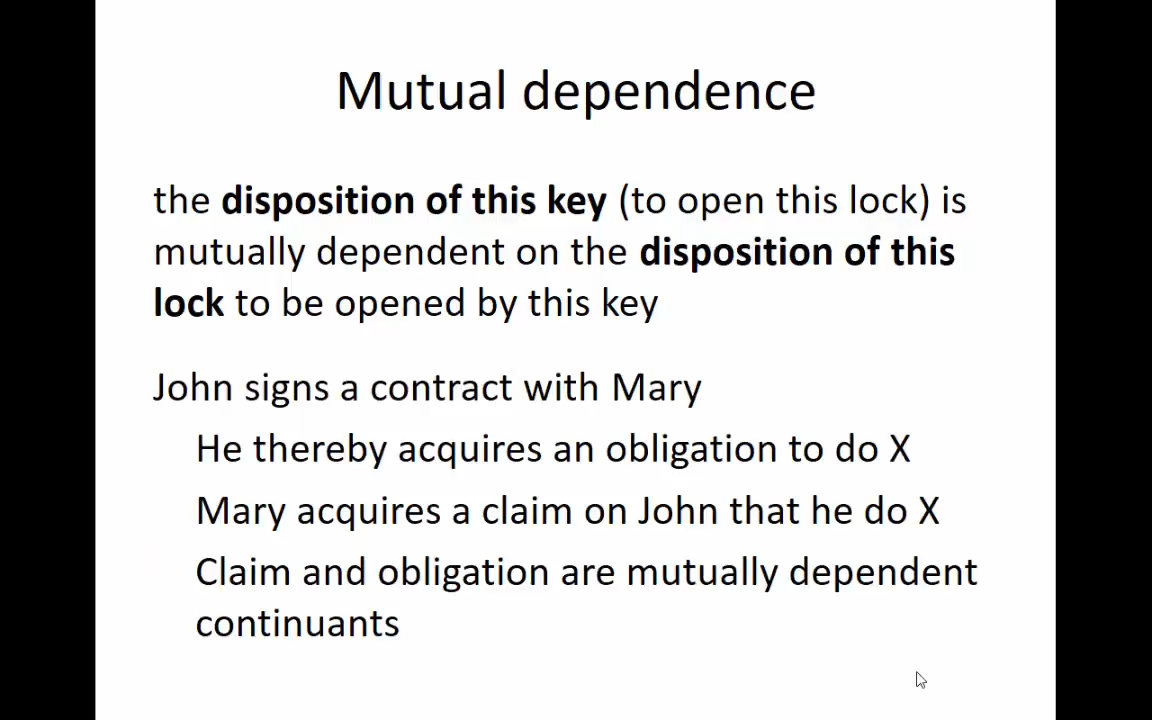 Mutual dependence
the disposition of this key (to open this lock) is
mutually dependent on the disposition of this
lock to be opened by this key
John signs a contract with Mary
He thereby acquires an obligation to do X
Mary acquires a claim on John that he do X
Claim and obligation are mutually dependent
continuants